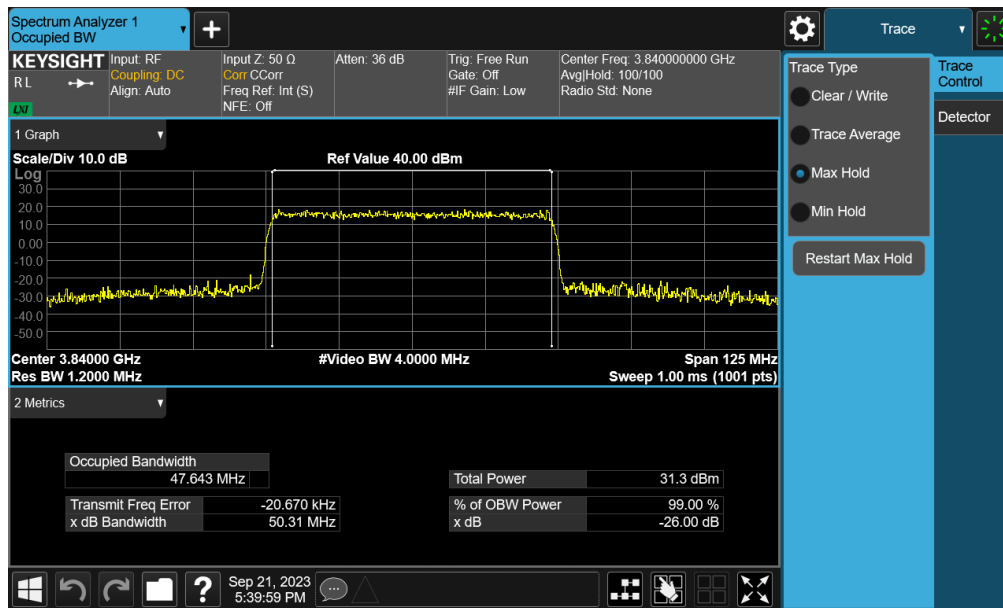 Spectrum Analyzer 1
Occupied BW
+
Trace
KEYSIGHT
RL
LXI
Input: RF
Coupling: DC
Align: Auto
Input Z: 50 Ω
Corr CCorr
Freq Ref: Int (S)
NFE: Off
Atten: 36 dB
Trig: Free Run
Gate: Off
#IF Gain: Low
Center Freq: 3.840000000 GHz
Avg|Hold: 100/100
Radio Std: None
Trace Type
Clear / Write
Trace Average
Max Hold
Min Hold
Restart Max Hold
Trace
Control
Detector
1 Graph
Scale/Div 10.0 dB
Ref Value 40.00 dBm
Log
30.0
20.0
10.0
0.00
-10.0
-20.0
-30.0
-40.0
-50.0
Center 3.84000 GHz
#Video BW 4.0000 MHz
Span 125 MHz
Res BW 1.2000 MHz
Sweep 1.00 ms (1001 pts)
2 Metrics
Occupied Bandwidth
47.643 MHz
Total Power 31.3 dBm
Transmit Freq Error -20.670 kHz
% of OBW Power 99.00 %
x dB Bandwidth 50.31 MHz
x dB -26.00 dB
?
Sep 21, 2023
5:39:59 PM